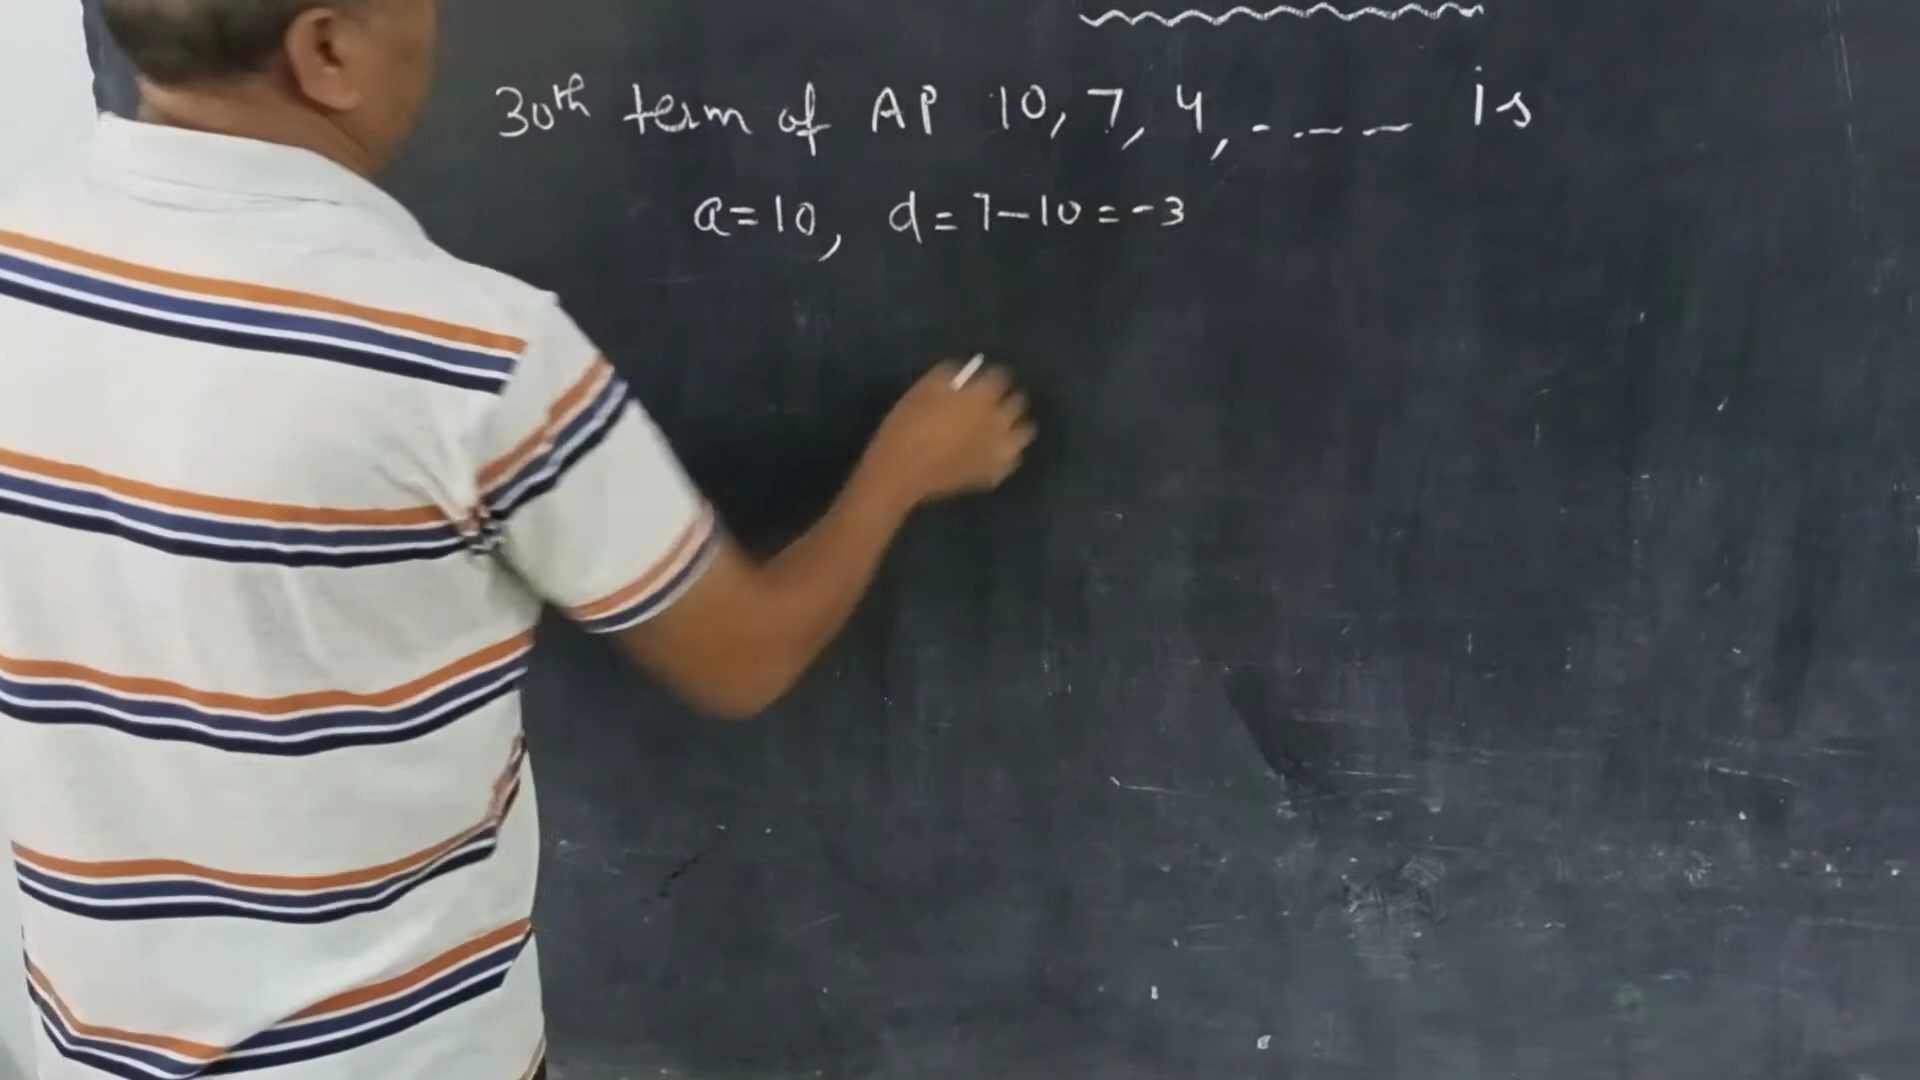 30th term of AP 10, 7, 4, - - - - is
a=10, d=7-10=-3